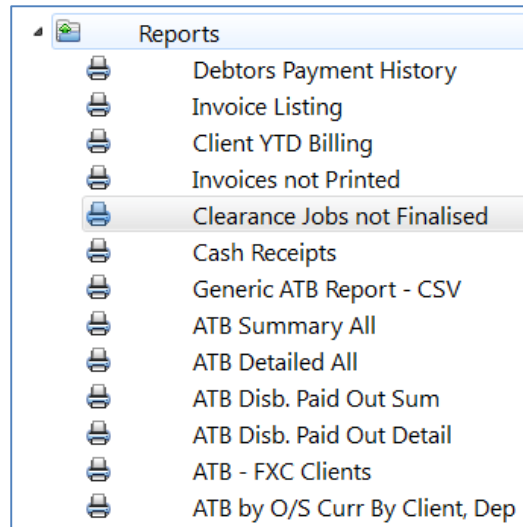 Reports
Debtors Payment History
Invoice Listing
Client YTD Billing
Invoices not Printed
Clearance Jobs not Finalised
Cash Receipts
Generic ATB Report - CSV
ATB Summary All
ATB Detailed All
ATB Disb. Paid Out Sum
ATB Disb. Paid Out Detail
ATB - FXC Clients
ATB by O/S Curr By Client, Dep